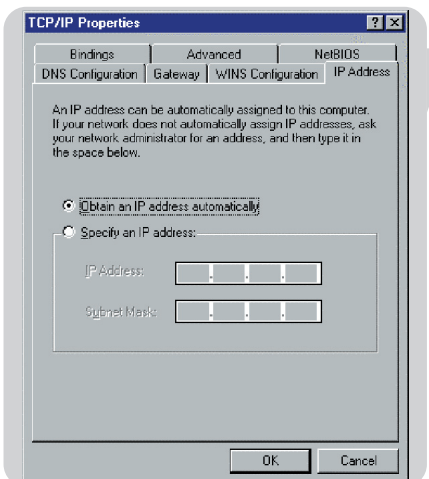 TCP/IP Properties
Bindings Advanced NetBIOS
DNS Configuration Gateway WINS Configuration IP Address
An IP address can be automatically assigned to this computer.
If your network does not automatically assign IP addresses, ask
your network administrator for an address, and then type it in
the space below.
Obtain an IP address automatically
Specify an IP address:
IP Address:
Subnet Mask:
OK Cancel